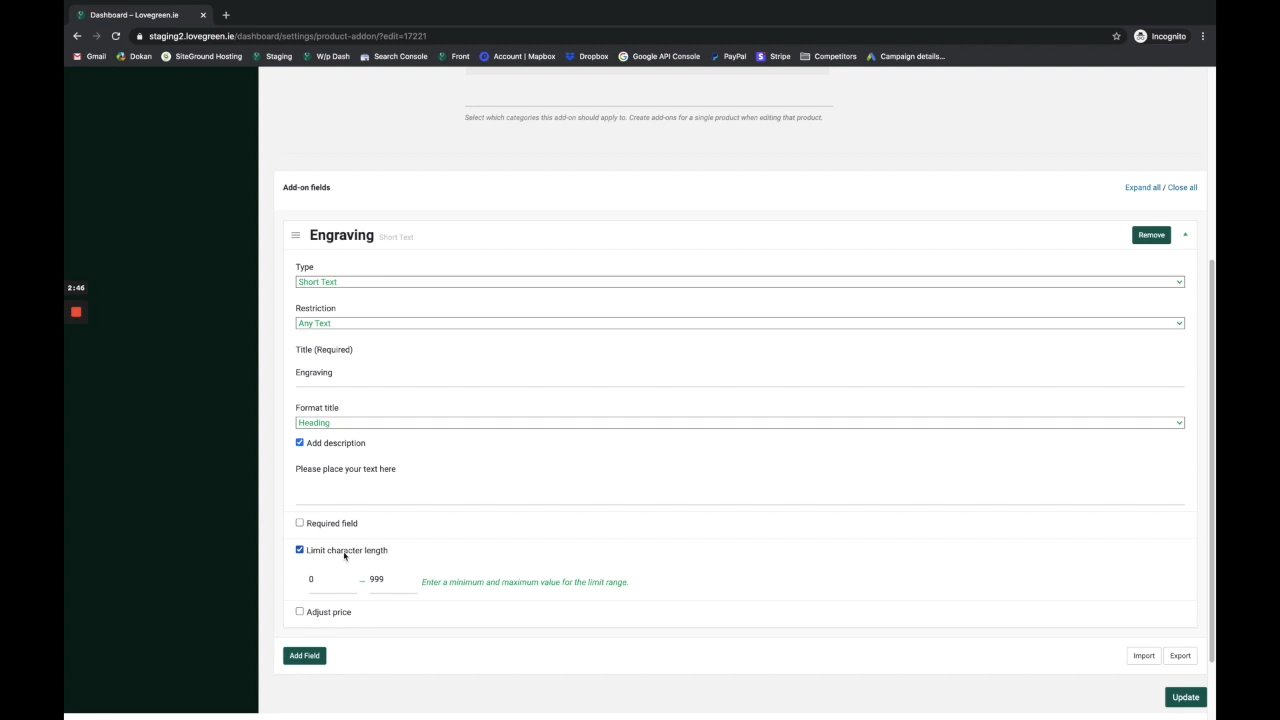 Dashboard – Lovegreen.ie
staging2.lovegreen.ie/dashboard/settings/product-addon/?edit=17221
Incognito
Gmail Dokan SiteGround Hosting Staging W/p Dash Search Console Front Account | Mapbox Dropbox Google API Console PayPal Stripe Competitors Campaign details...
Select which categories this add-on should apply to. Create add-ons for a single product when editing that product.
Add-on fields
Expand all / Close all
Engraving Short Text
Remove
Type
2:46
Short Text
Restriction
Any Text
Title (Required)
Engraving
Format title
Heading
Add description
Please place your text here
Required field
Limit character length
0 – 999 Enter a minimum and maximum value for the limit range.
Adjust price
Add Field
Import Export
Update